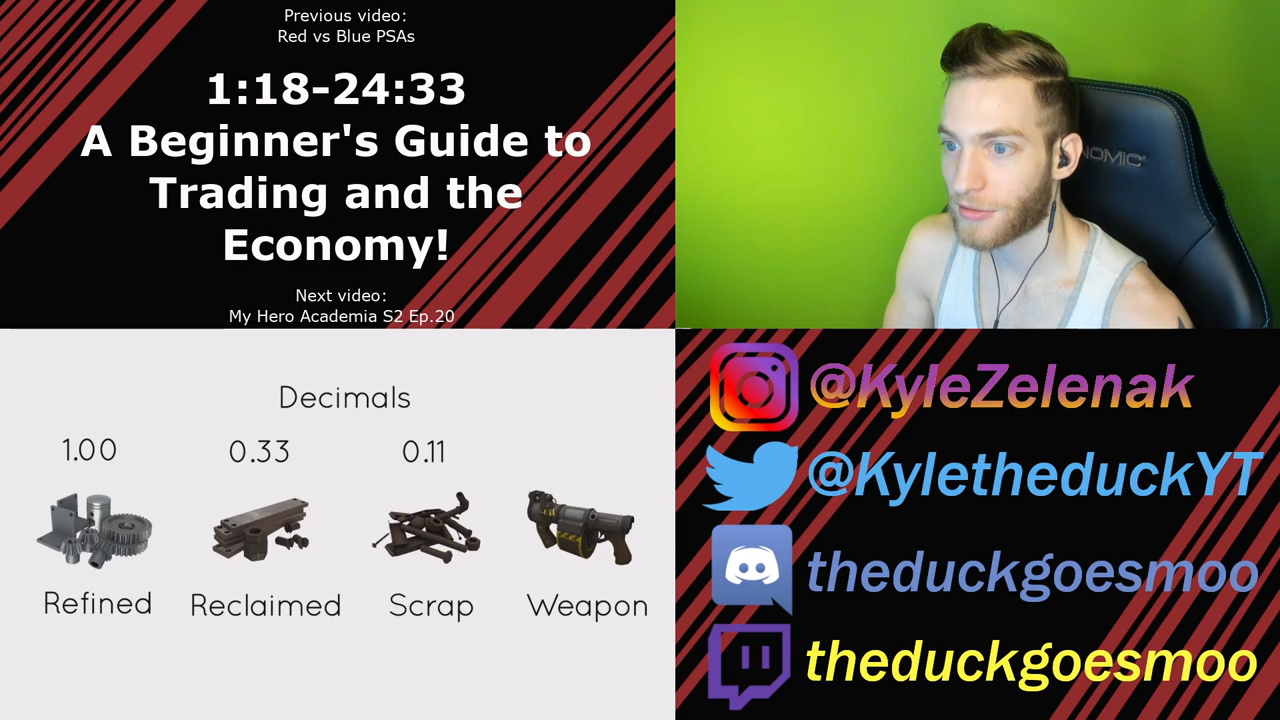 Previous video:
Red vs Blue PSAs
1:18-24:33
A Beginner's Guide to
Trading and the
Economy!
Next video:
My Hero Academia S2 Ep.20
NOMIC
Decimals
1.00 0.33 0.11
Refined Reclaimed Scrap Weapon
@KyleZelenak
@KyletheduckYT
theduckgoesmoo
theduckgoesmoo